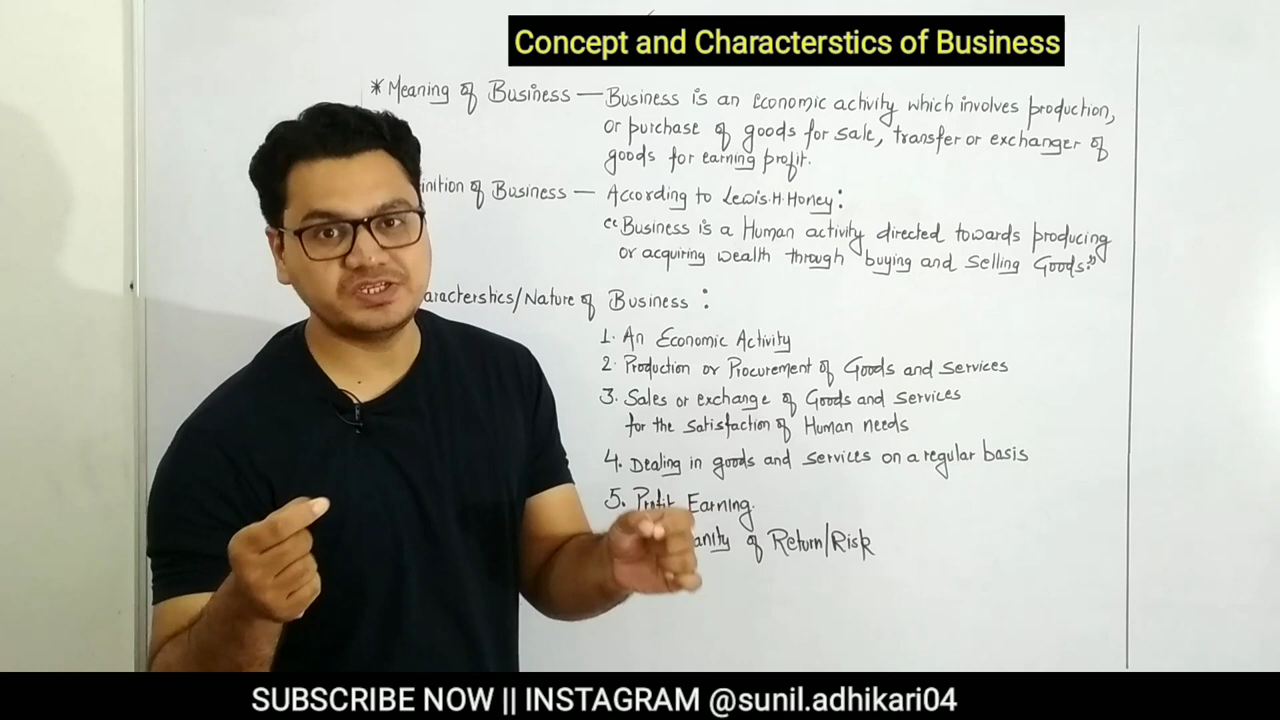 Concept and Characterstics of Business
*Meaning of Business — Business is an Economic activity which involves production,
or purchase of goods for sale, transfer or exchanger of
goods for earning profit.
inition of Business — According to Lewis.H.Honey:
“Business is a Human activity directed towards producing
or acquiring wealth through buying and Selling Goods.”
aracterstics/Nature of Business :
1. An Economic Activity
2. Production or Procurement of Goods and services
3. Sales or exchange of Goods and services
for the satisfaction of Human needs
4. Dealing in goods and services on a regular basis
5. Profit Earning.
of Return/Risk
SUBSCRIBE NOW || INSTAGRAM @sunil.adhikari04